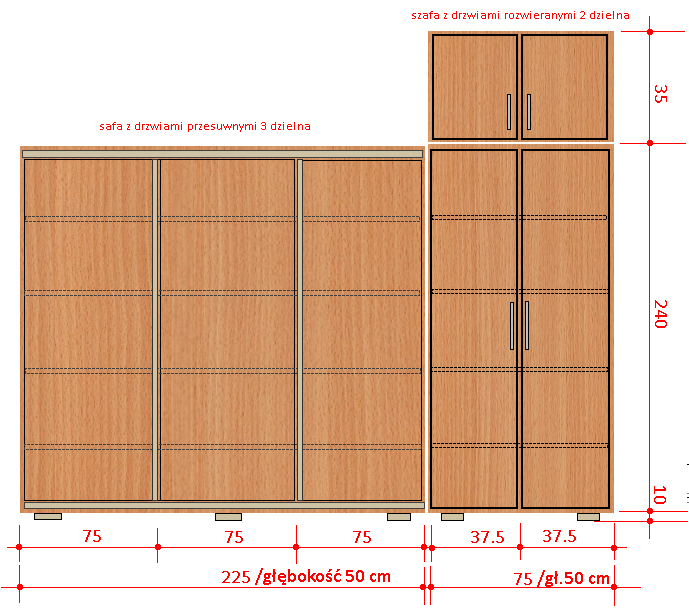 szafa z drzwiami rozwieranymi 2 dzielna
35
safa z drzwiami przesuwnymi 3 dzielna
240
10
75 75 75 37.5 37.5
225 /głębokość 50 cm 75 /gł.50 cm